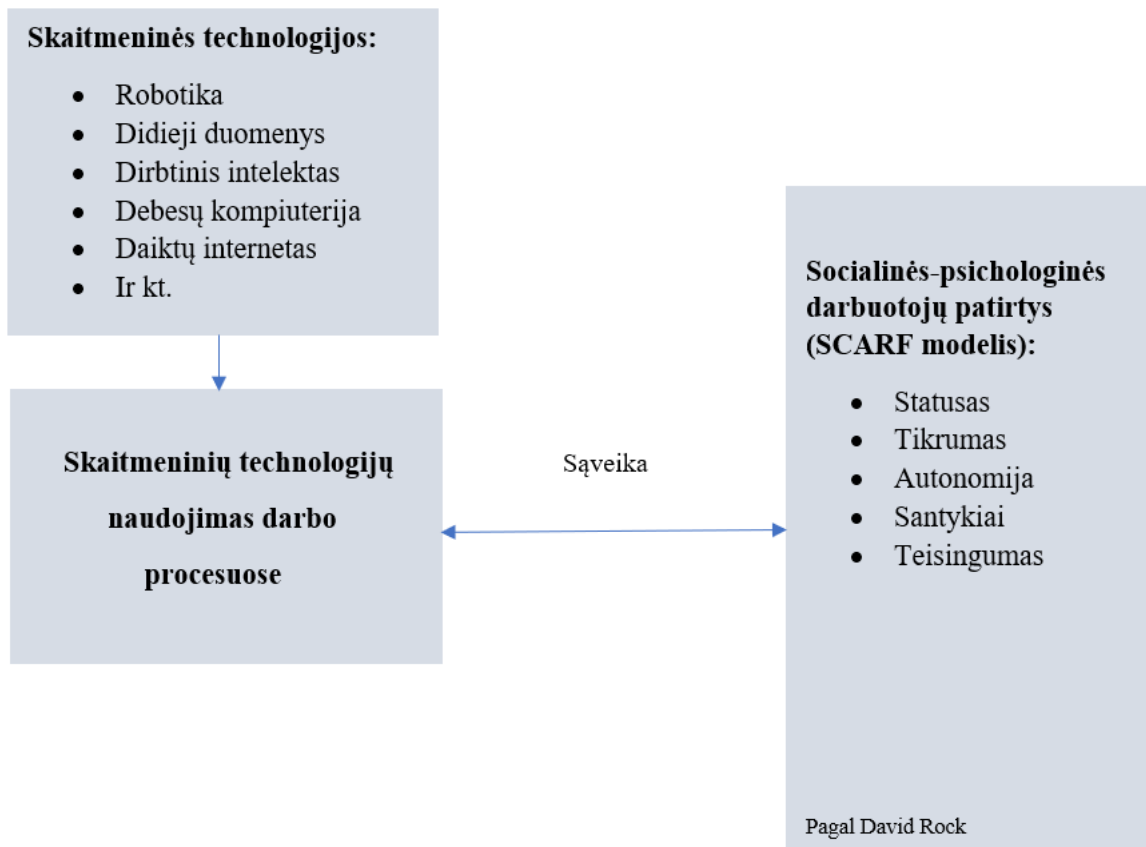 Skaitmeninės technologijos:
• Robotika
• Didieji duomenys
• Dirbtinis intelektas
• Debesų kompiuterija
• Daiktų internetas
• Ir kt.
Skaitmeninių technologijų
naudojimas darbo
procesuose
Sąveika
Socialinės-psichologinės
darbuotojų patirtys
(SCARF modelis):
• Statusas
• Tikrumas
• Autonomija
• Santykiai
• Teisingumas
Pagal David Rock